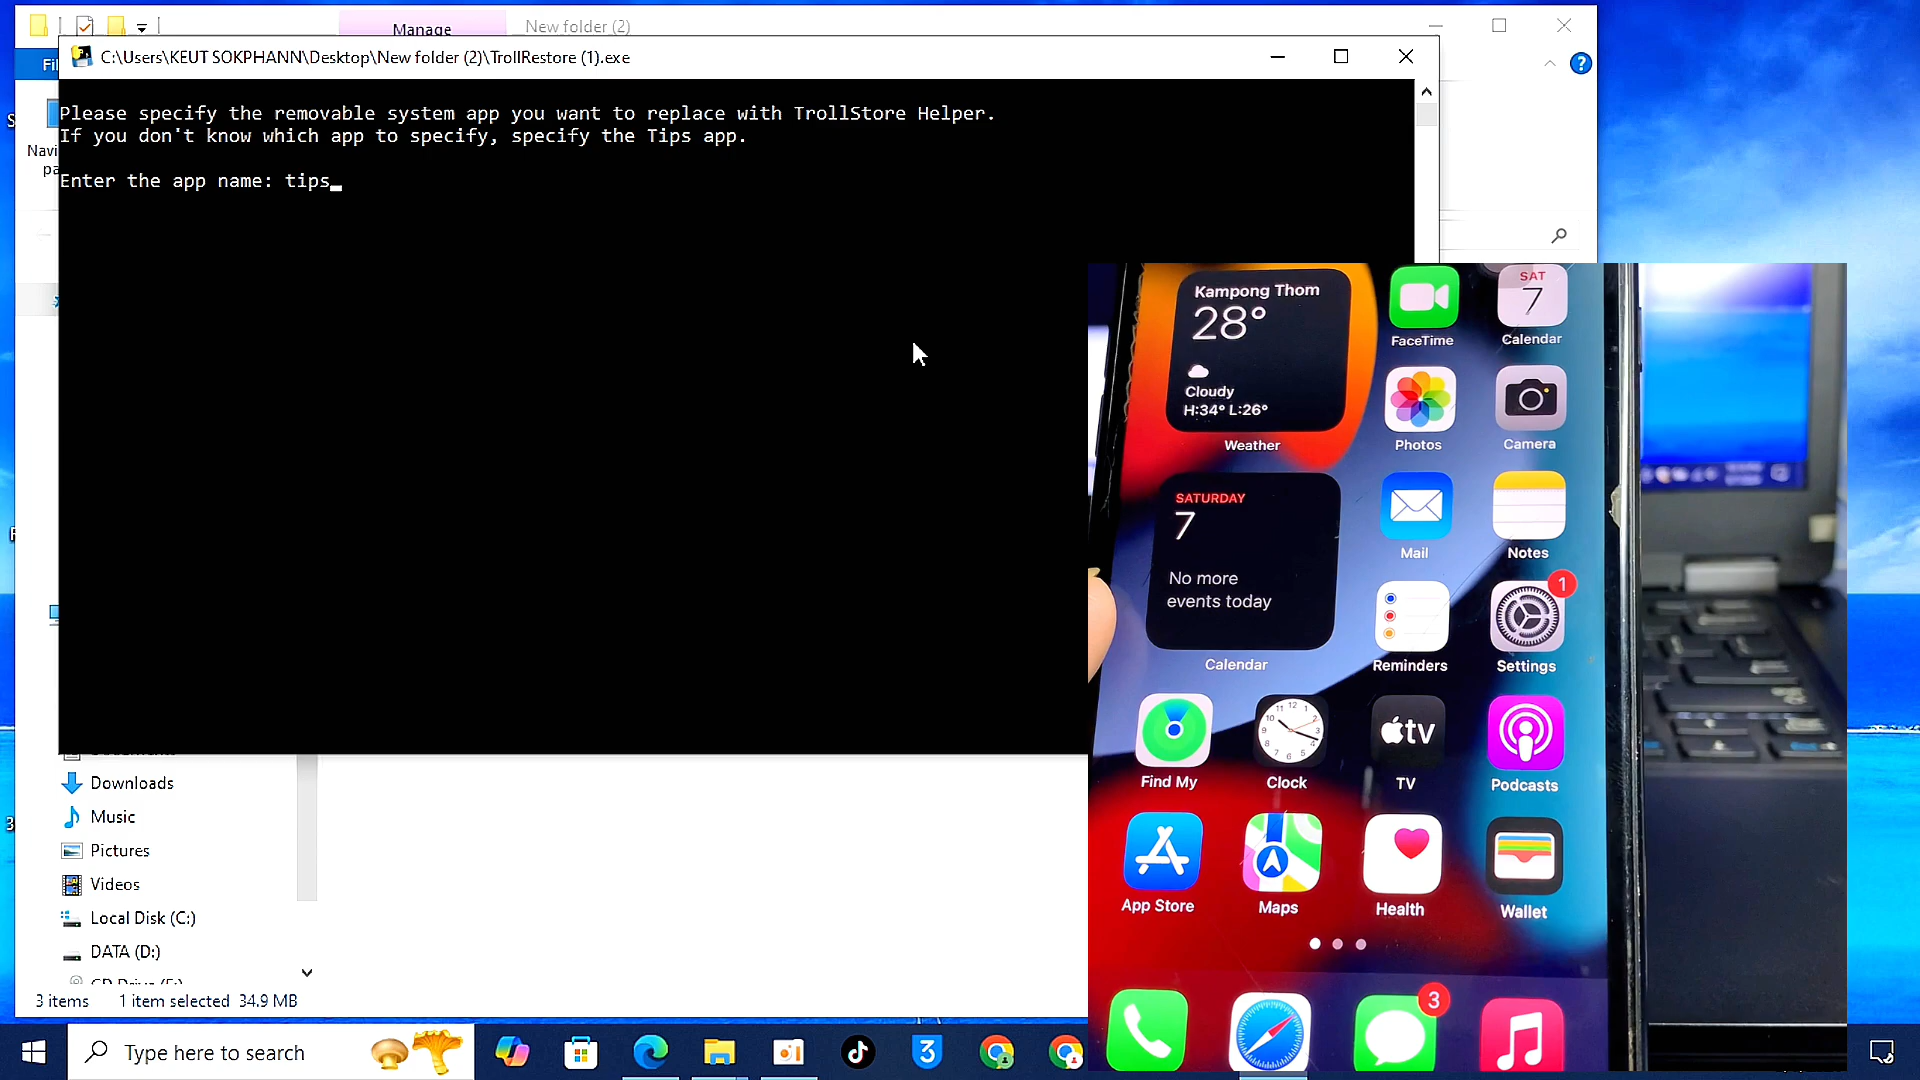 Manage
New folder (2)
C:\Users\KEUT SOKPHANN\Desktop\New folder (2)\TrollRestore (1).exe
Please specify the removable system app you want to replace with TrollStore Helper.
If you don't know which app to specify, specify the Tips app.
Enter the app name: tips
Downloads
Music
Pictures
Videos
Local Disk (C:)
DATA (D:)
3 items 1 item selected 34.9 MB
Type here to search
Kampong Thom
28°
Cloudy
H:34° L:26°
Weather
FaceTime
SAT
7
Calendar
Photos
Camera
SATURDAY
7
No more
events today
Calendar
Mail
Notes
Reminders
1
Settings
Find My
Clock
tv
TV
Podcasts
App Store
Maps
Health
Wallet
3